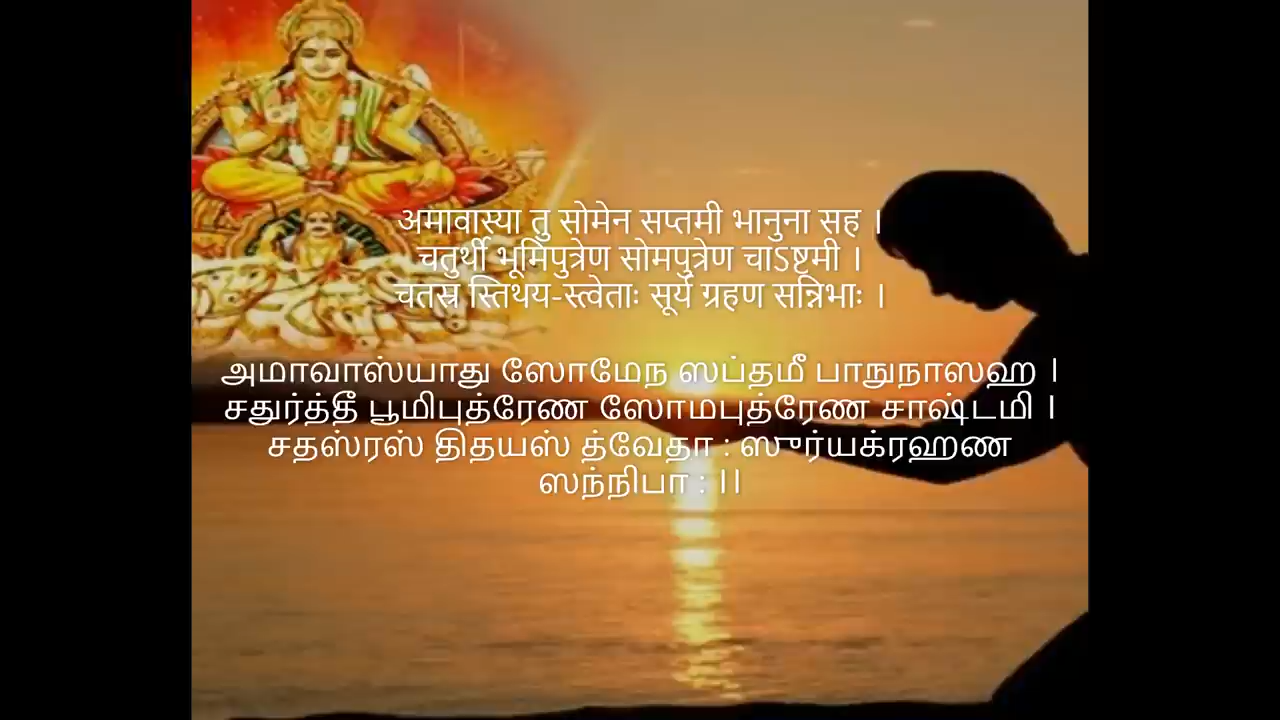 अमावास्या तु सोमेन सप्तमी भानुना सह ।
चतुर्थी भूमिपुत्रेण सोमपुत्रेण चाऽष्टमी ।
चतस्र स्तिथय-स्त्वेताः सूर्य ग्रहण सन्निभाः ।
அமாவாஸ்யாது ஸோமேந ஸப்தமீ பாநுநாஸஹ ।
சதுர்த்தீ பூமிபுத்ரேண ஸோமபுத்ரேண சாஷ்டமி ।
சதஸ்ரஸ் திதயஸ் த்வேதா : ஸுர்யக்ரஹண
ஸந்நிபா : ।।